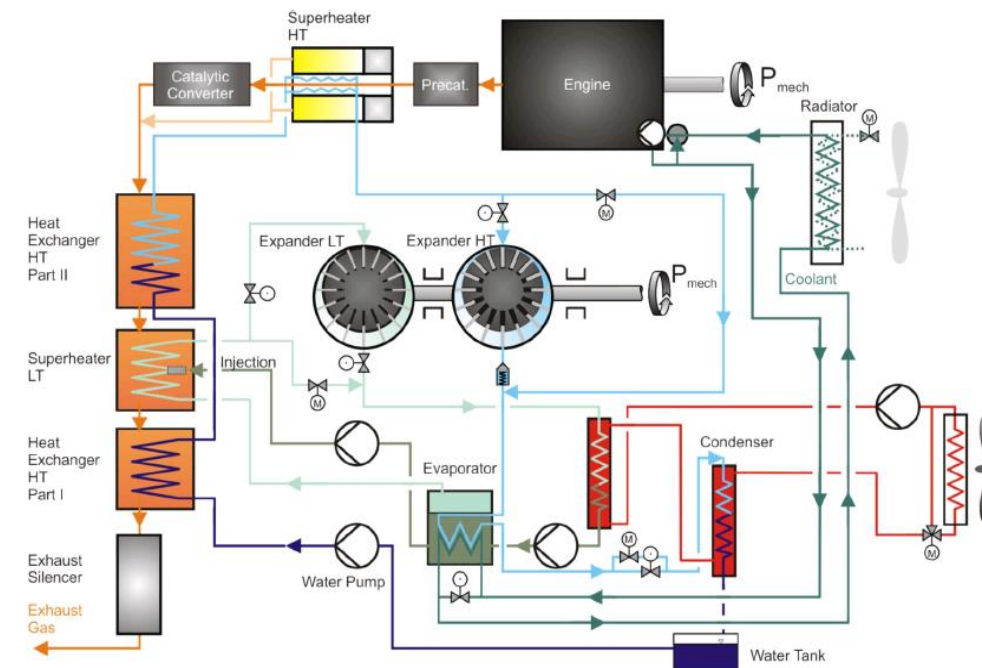 Superheater
HT
Catalytic
Converter
Precat.
Engine
P mech
Radiator
M
Heat
Exchanger
HT
Part II
Expander LT
Expander HT
M
P mech
Coolant
Superheater
LT
Injection
M
Heat
Exchanger
HT
Part I
Evaporator
Condenser
M
M
Exhaust
Silencer
Water Pump
Exhaust
Gas
Water Tank